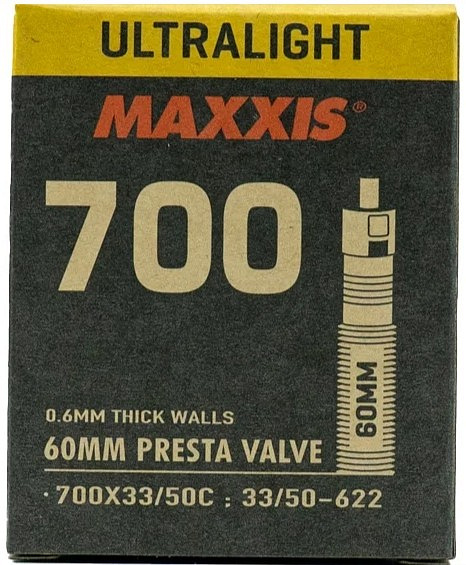 ULTRALIGHT
MAXXIS®
700
60MM
0.6MM THICK WALLS
60MM PRESTA VALVE
· 700X33/50C : 33/50-622